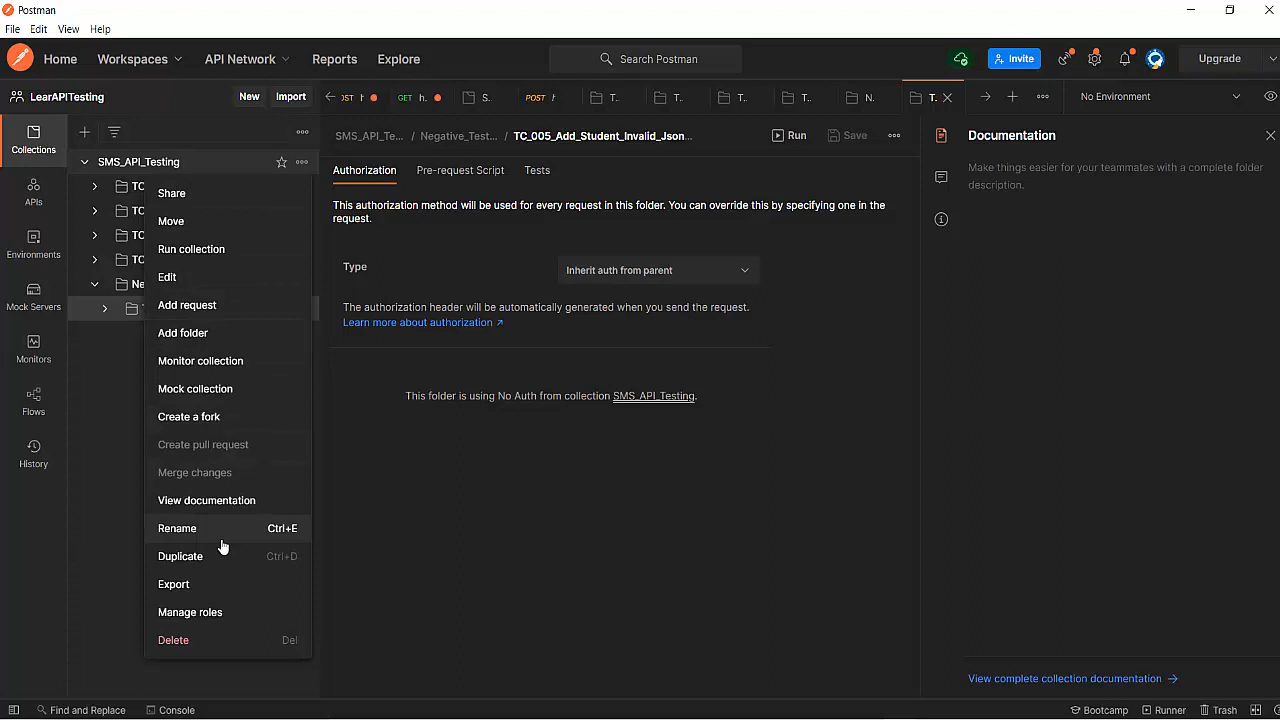 Postman
File Edit View Help
Home Workspaces API Network Reports Explore Search Postman Invite Upgrade
LearAPITesting New Import OST h GET h. S.. POST h T.. T.. T.. T.. N. T. No Environment
Collections
APIs
Environments
Mock Servers
Monitors
Flows
History
SMS_API_Testing
TC
TC
TC
TC
Ne
Share
Move
Run collection
Edit
Add request
Add folder
Monitor collection
Mock collection
Create a fork
Create pull request
Merge changes
View documentation
Rename Ctrl+E
Duplicate Ctrl+D
Export
Manage roles
Delete Del
SMS_API_Te... Negative_Test... TC_005_Add_Student_Invalid_Json... Run Save
Authorization Pre-request Script Tests
This authorization method will be used for every request in this folder. You can override this by specifying one in the
request.
Type Inherit auth from parent
The authorization header will be automatically generated when you send the request.
Learn more about authorization ↗
This folder is using No Auth from collection SMS_API_Testing.
Documentation
Make things easier for your teammates with a complete folder
description.
View complete collection documentation →
Find and Replace Console Bootcamp Runner Trash